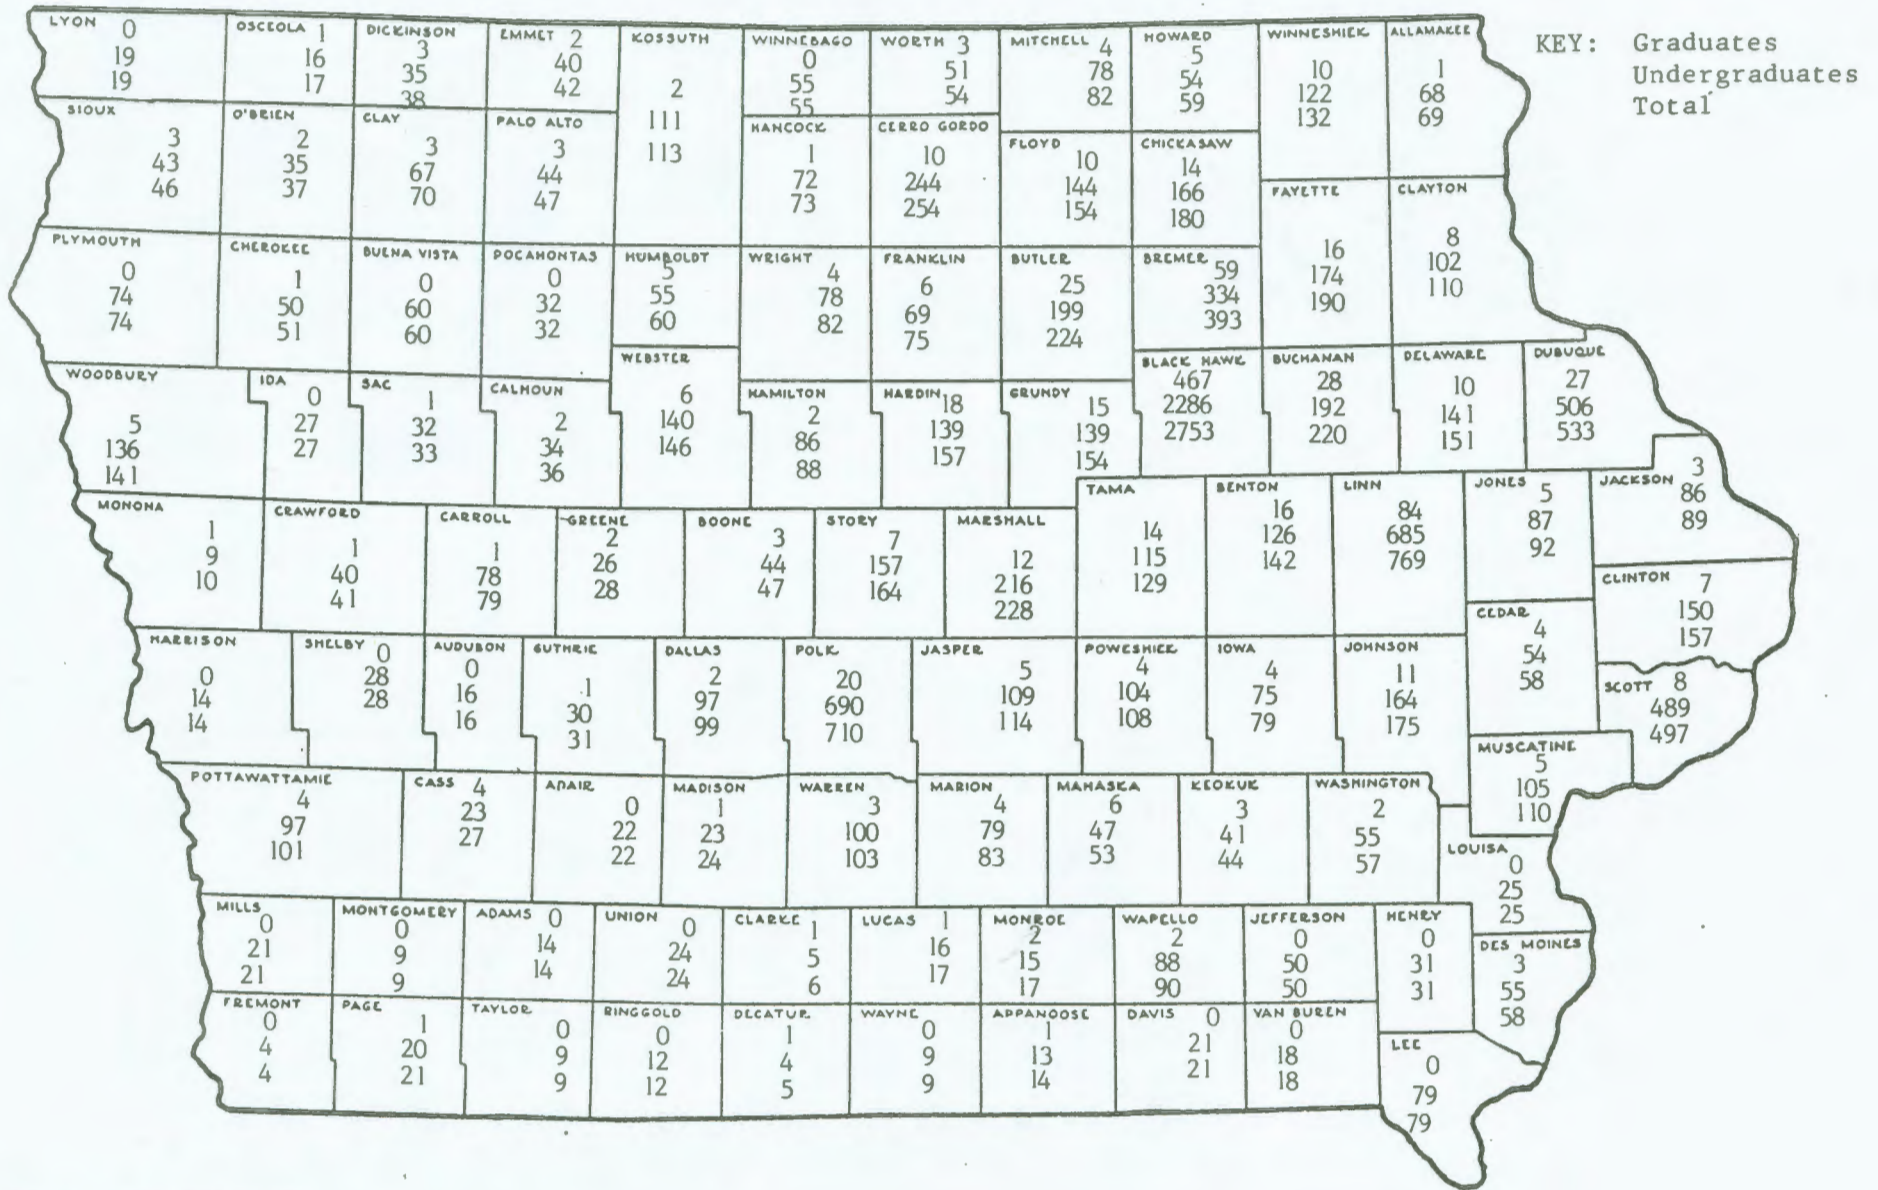 KEY: Graduates
Undergraduates
Total
LYON 0
19
19
OSCEOLA 1
16
17
DICKINSON
3
35
38
EMMET 2
40
42
KOSSUTH
2
111
113
WINNEBAGO
0
55
55
WORTH 3
51
54
MITCHELL 4
78
82
HOWARD
5
54
59
WINNESHIEK
10
122
132
ALLAMAKEE
1
68
69
SIOUX
3
43
46
O'BRIEN
2
35
37
CLAY
3
67
70
PALO ALTO
3
44
47
HANCOCK
1
72
73
CERRO GORDO
10
244
254
FLOYD
10
144
154
CHICKASAW
14
166
180
FAYETTE
16
174
190
CLAYTON
8
102
110
PLYMOUTH
0
74
74
CHEROKEE
1
50
51
BUENA VISTA
0
60
60
POCAHONTAS
0
32
32
HUMBOLDT
5
55
60
WRIGHT
4
78
82
FRANKLIN
6
69
75
BUTLER
25
199
224
BREMER 59
334
393
WOODBURY
5
136
141
IDA
0
27
27
SAC
1
32
33
CALHOUN
2
34
36
WEBSTER
6
140
146
HAMILTON
2
86
88
HARDIN 18
139
157
GRUNDY
15
139
154
BLACK HAWK
467
2286
2753
BUCHANAN
28
192
220
DELAWARE
10
141
151
DUBUQUE
27
506
533
MONONA
1
9
10
CRAWFORD
1
40
41
CARROLL
1
78
79
GREENE
2
26
28
BOONE 3
44
47
STORY 7
157
164
MARSHALL
12
216
228
TAMA
14
115
129
BENTON
16
126
142
LINN
84
685
769
JONES 5
87
92
JACKSON 3
86
89
CLINTON 7
150
157
CEDAR
4
54
58
HARRISON
0
14
14
SHELBY 0
28
28
AUDUBON
0
16
16
GUTHRIE
1
30
31
DALLAS
2
97
99
POLK
20
690
710
JASPER
5
109
114
POWESHIEK
4
104
108
IOWA
4
75
79
JOHNSON
11
164
175
SCOTT 8
489
497
MUSCATINE
5
105
110
POTTAWATTAMIE
4
97
101
CASS 4
23
27
ADAIR
0
22
22
MADISON
1
23
24
WARREN
3
100
103
MARION
4
79
83
MAHASKA
6
47
53
KEOKUK
3
41
44
WASHINGTON
2
55
57
LOUISA
0
25
25
MILLS
0
21
21
MONTGOMERY
0
9
9
ADAMS 0
14
14
UNION
0
24
24
CLARKE 1
5
6
LUCAS 1
16
17
MONROE
2
15
17
WAPELLO
2
88
90
JEFFERSON
0
50
50
HENRY
0
31
31
DES MOINES
3
55
58
FREMONT
0
4
4
PAGE
1
20
21
TAYLOR
0
9
9
RINGGOLD
0
12
12
DECATUR
1
4
5
WAYNE
0
9
9
APPANOOSE
1
13
14
DAVIS 0
21
21
VAN BUREN
0
18
18
LEE
0
79
79